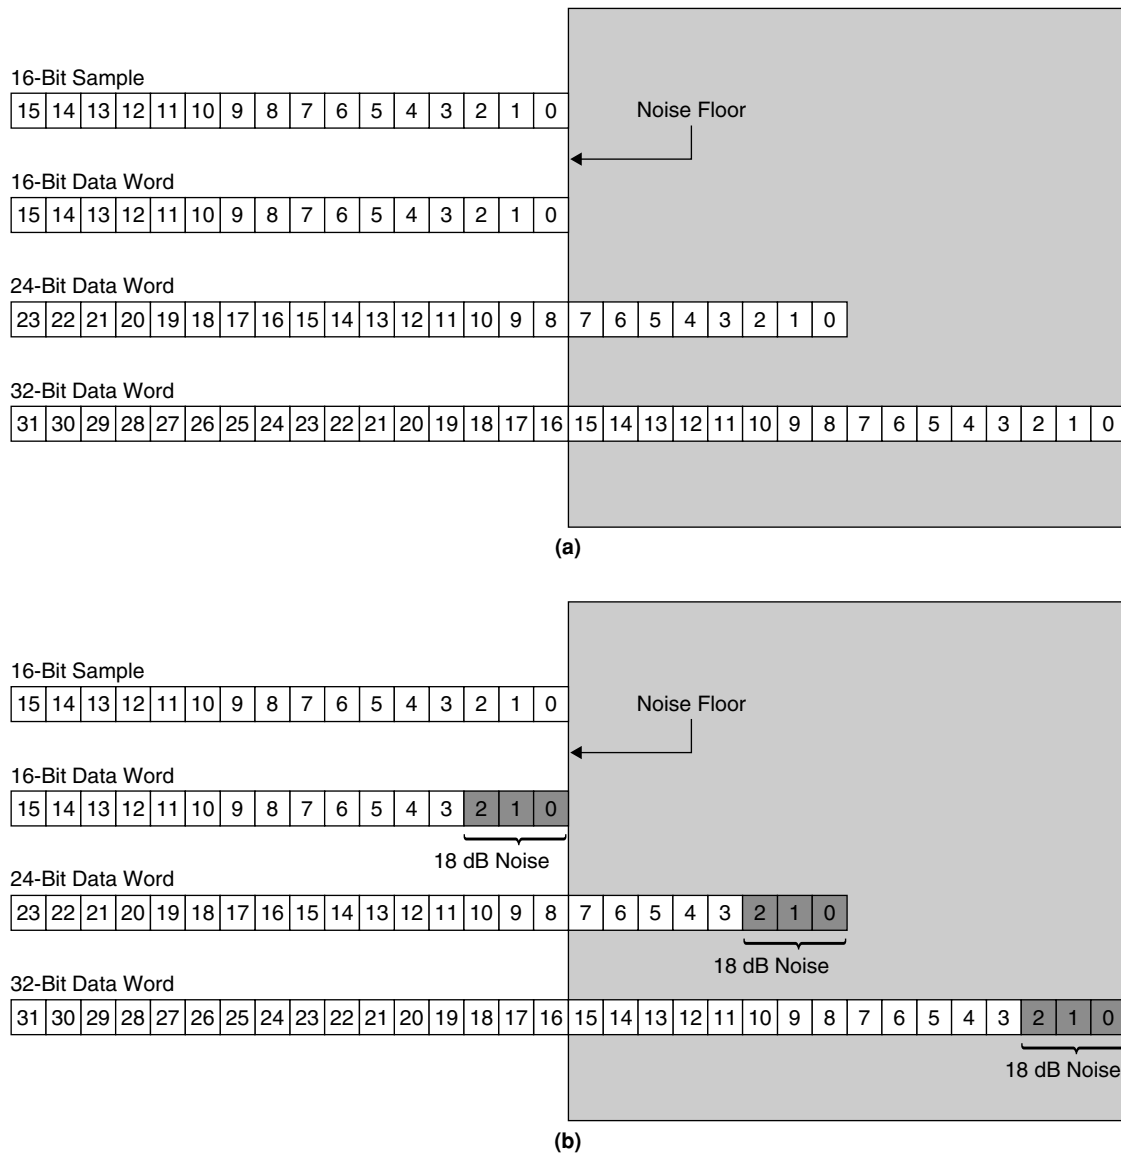 16-Bit Sample
15 14 13 12 11 10 9 8 7 6 5 4 3 2 1 0
Noise Floor
16-Bit Data Word
15 14 13 12 11 10 9 8 7 6 5 4 3 2 1 0
24-Bit Data Word
23 22 21 20 19 18 17 16 15 14 13 12 11 10 9 8 7 6 5 4 3 2 1 0
32-Bit Data Word
31 30 29 28 27 26 25 24 23 22 21 20 19 18 17 16 15 14 13 12 11 10 9 8 7 6 5 4 3 2 1 0
(a)
16-Bit Sample
15 14 13 12 11 10 9 8 7 6 5 4 3 2 1 0
Noise Floor
16-Bit Data Word
15 14 13 12 11 10 9 8 7 6 5 4 3 2 1 0
18 dB Noise
24-Bit Data Word
23 22 21 20 19 18 17 16 15 14 13 12 11 10 9 8 7 6 5 4 3 2 1 0
18 dB Noise
32-Bit Data Word
31 30 29 28 27 26 25 24 23 22 21 20 19 18 17 16 15 14 13 12 11 10 9 8 7 6 5 4 3 2 1 0
18 dB Noise
(b)